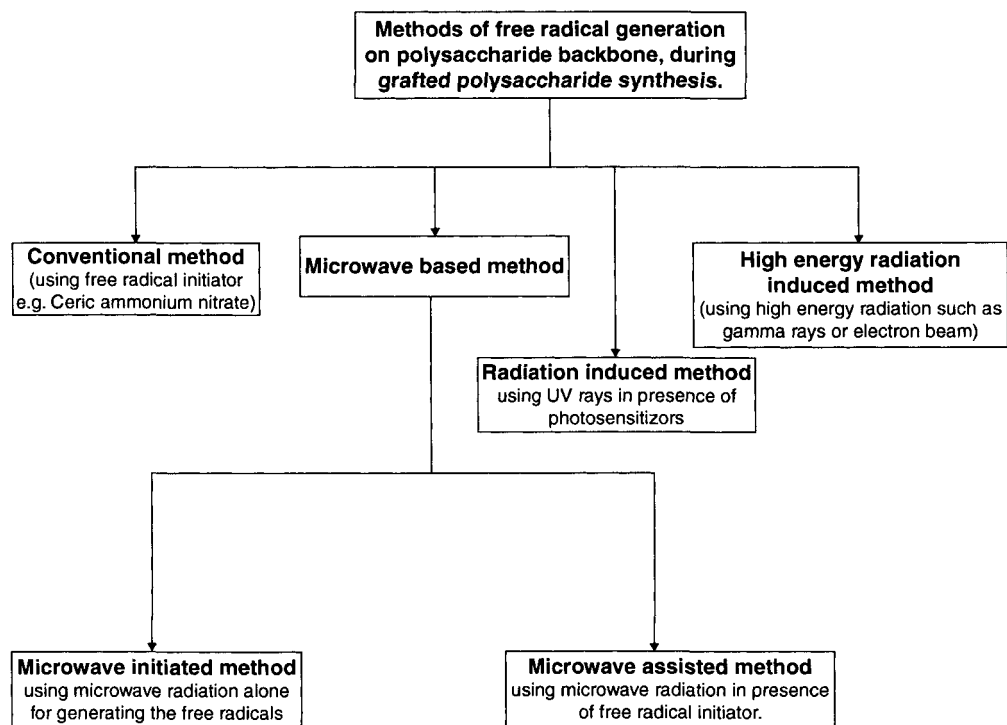 Methods of free radical generation
on polysaccharide backbone, during
grafted polysaccharide synthesis.
Conventional method
(using free radical initiator
e.g. Ceric ammonium nitrate)
Microwave based method
High energy radiation
induced method
(using high energy radiation such as
gamma rays or electron beam)
Radiation induced method
using UV rays in presence of
photosensitizors
Microwave initiated method
using microwave radiation alone
for generating the free radicals
Microwave assisted method
using microwave radiation in presence
of free radical initiator.